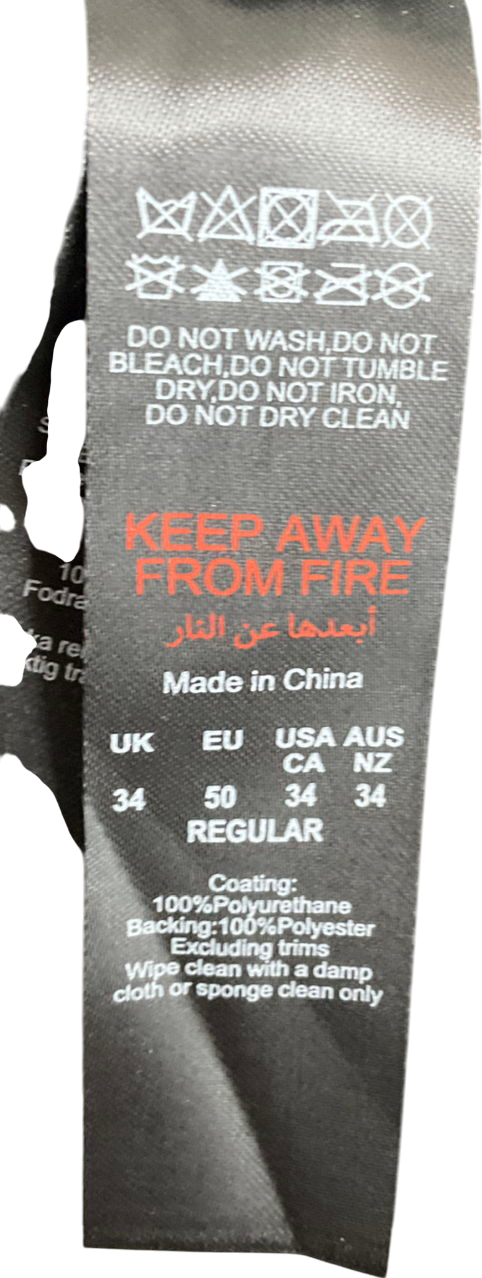 DO NOT WASH,DO NOT
BLEACH,DO NOT TUMBLE
DRY,DO NOT IRON,
DO NOT DRY CLEAN
KEEP AWAY
FROM FIRE
أبعدها عن النار
Made in China
UK EU USA AUS
CA NZ
34 50 34 34
REGULAR
Coating:
100%Polyurethane
Backing:100%Polyester
Excluding trims
Wipe clean with a damp
cloth or sponge clean only
10
Fodra